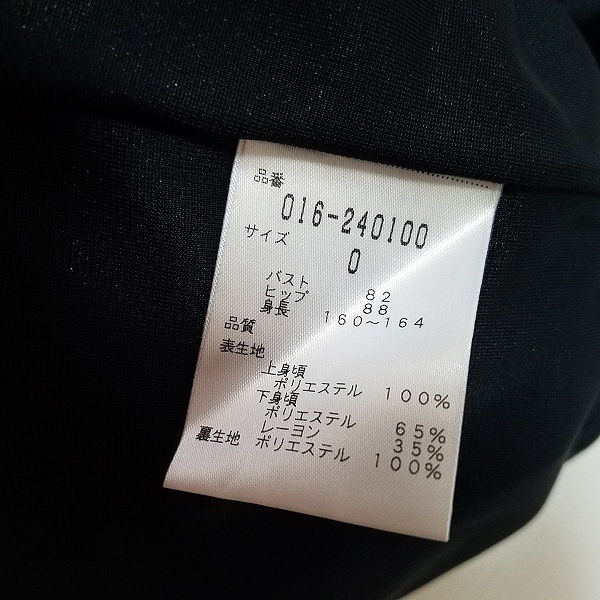 品番
016-240100
サイズ
0
バスト 82
ヒップ 88
身長 160～164
品質
表生地
上身頃
ポリエステル 100%
下身頃
ポリエステル 65%
レーヨン 35%
裏生地 ポリエステル 100%